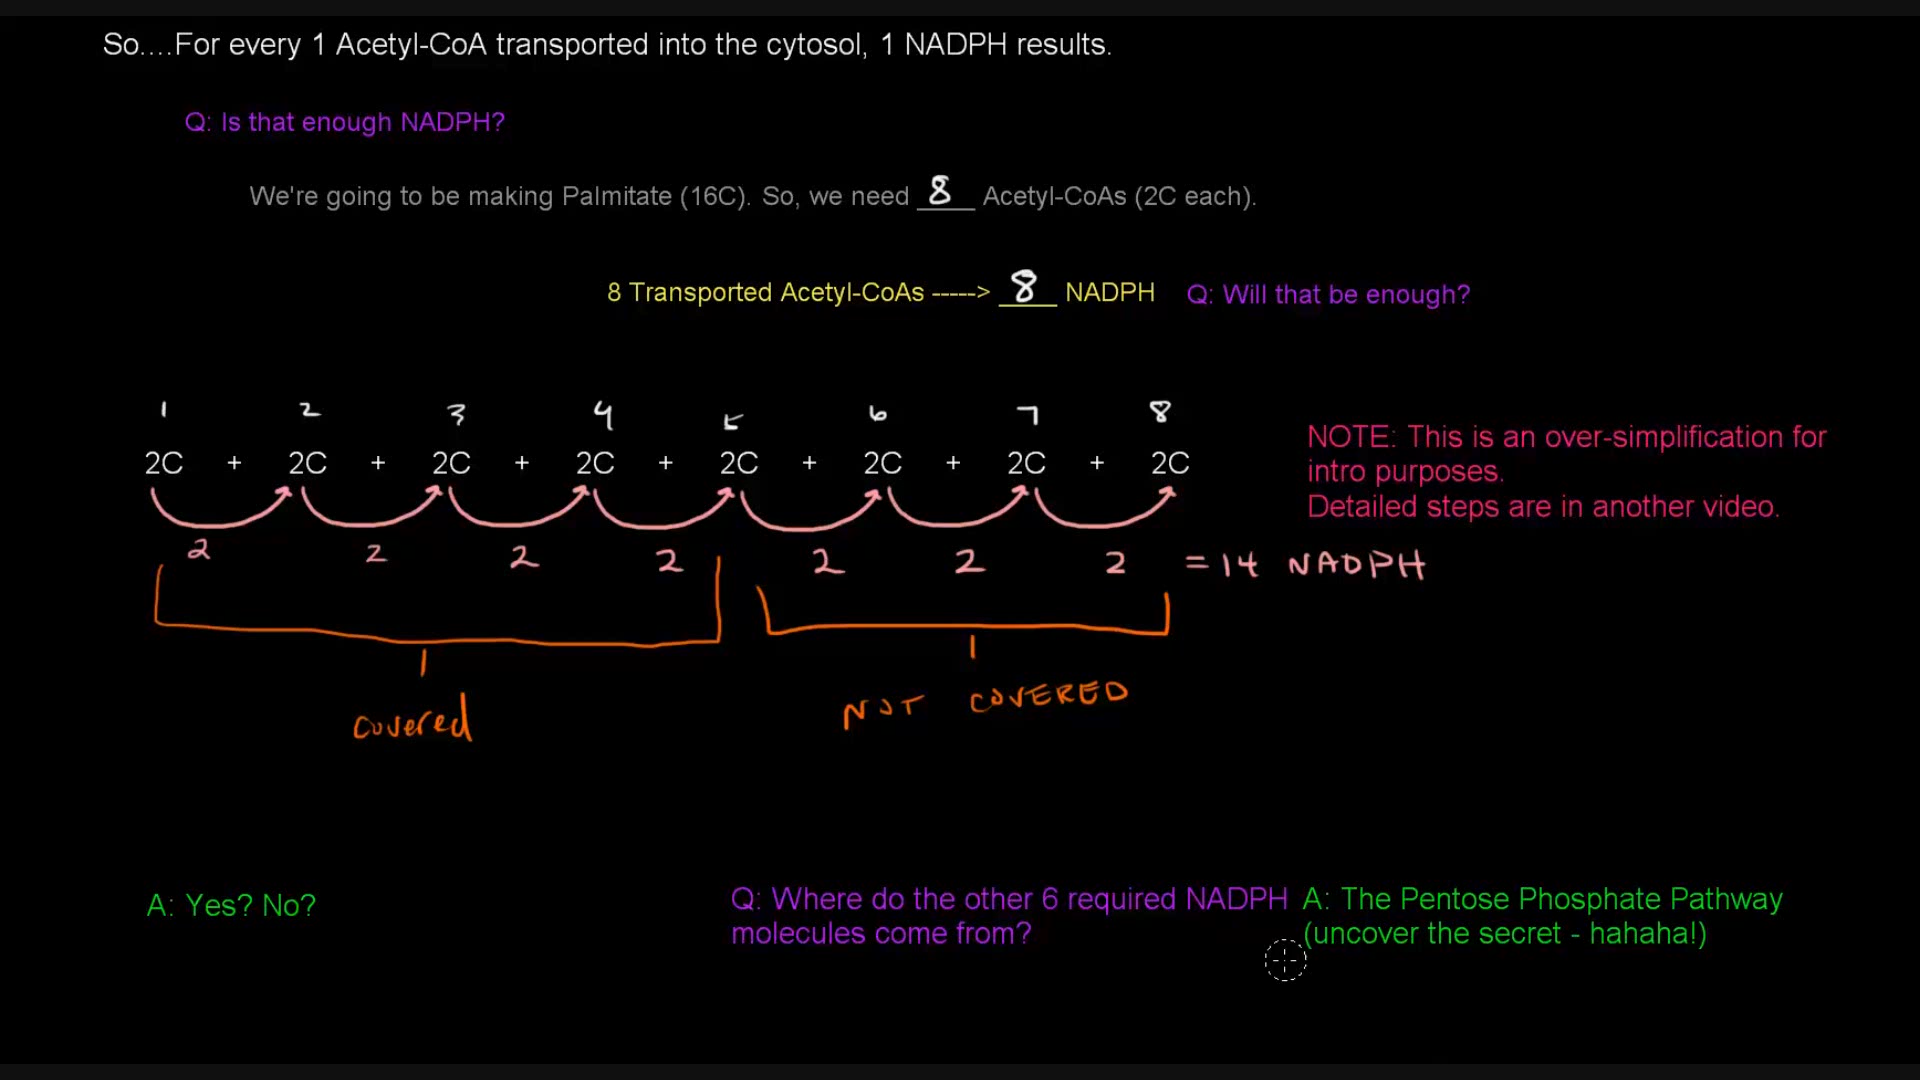 So....For every 1 Acetyl-CoA transported into the cytosol, 1 NADPH results.
Q: Is that enough NADPH?
We're going to be making Palmitate (16C). So, we need 8 Acetyl-CoAs (2C each).
8 Transported Acetyl-CoAs -----> 8 NADPH Q: Will that be enough?
1 2 3 4 5 6 7 8
2C + 2C + 2C + 2C + 2C + 2C + 2C + 2C
NOTE: This is an over-simplification for
intro purposes.
Detailed steps are in another video.
2 2 2 2 2 2 2 = 14 NADPH
covered
NOT COVERED
A: Yes? No?
Q: Where do the other 6 required NADPH
molecules come from?
A: The Pentose Phosphate Pathway
(uncover the secret - hahaha!)